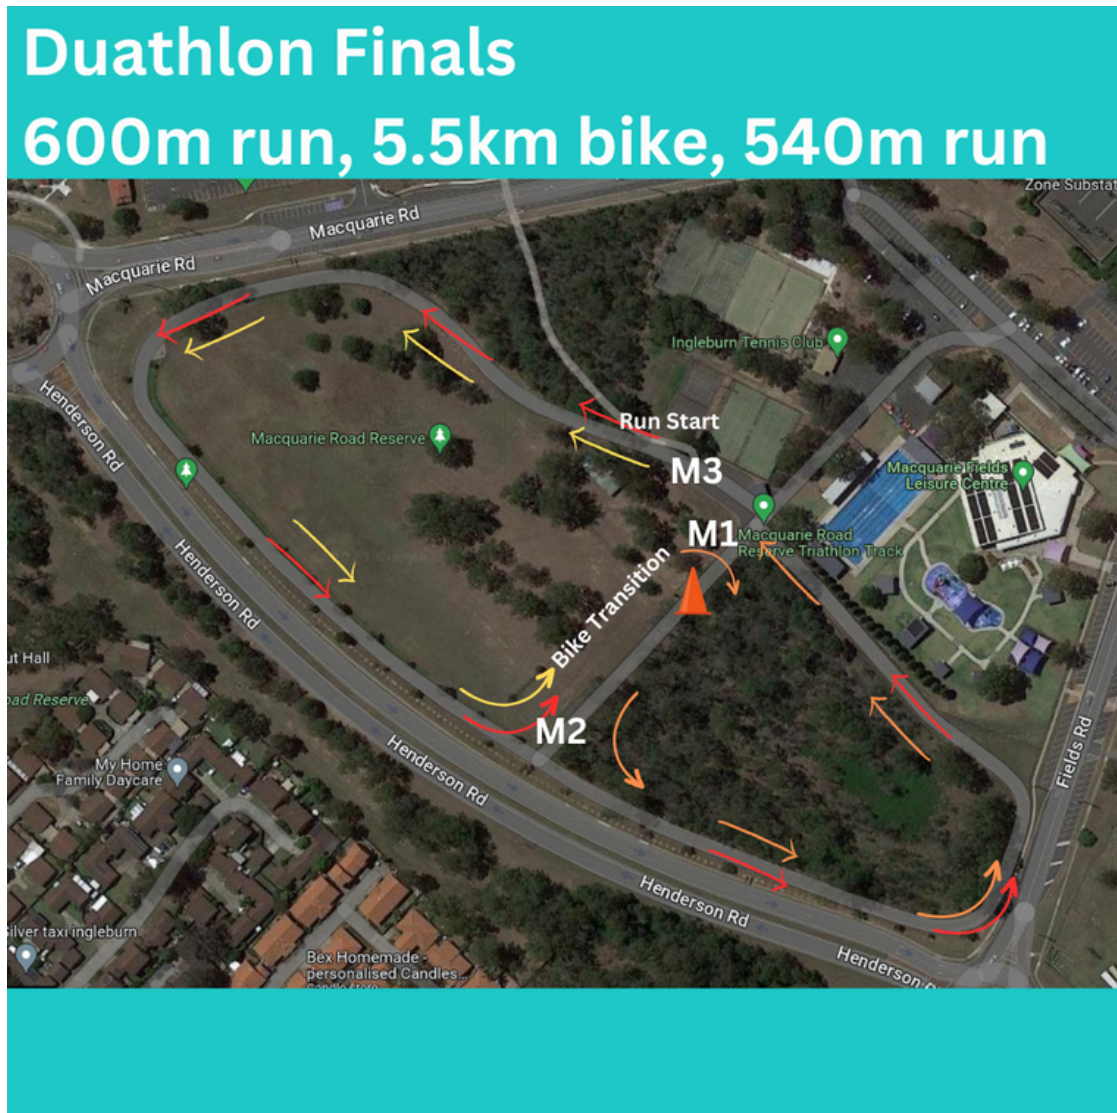 Duathlon Finals
600m run, 5.5km bike, 540m run
Zone Substat
Macquarie Rd
Macquarie Rd
Ingleburn Tennis Club
Run Start
Henderson Rd
Macquarie Road Reserve
M3
Macquarie Fields
Leisure Centre
M1
Macquarie Road
Reserve Triathlon Track
Henderson Rd
Bike Transition
ut Hall
oad Reserve
M2
Fields Rd
My Home
Family Daycare
Henderson Rd
Henderson Rd
Silver taxi ingleburn
Bex Homemade -
personalised Candles...
Candle store
Henderson R